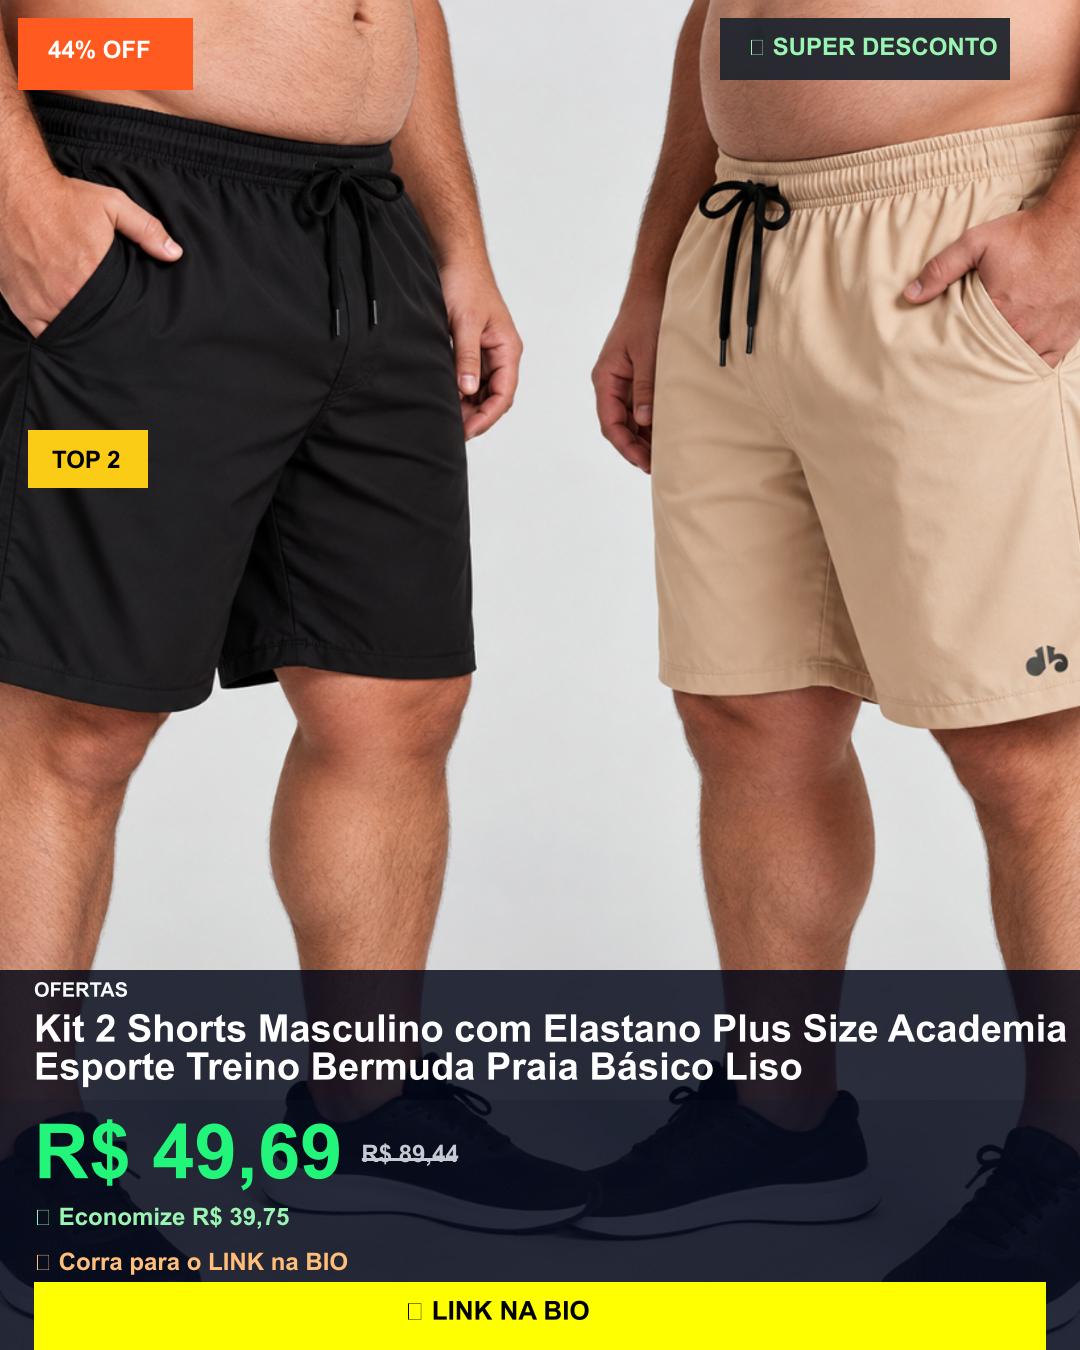 44% OFF
SUPER DESCONTO
TOP 2
OFERTAS
Kit 2 Shorts Masculino com Elastano Plus Size Academia
Esporte Treino Bermuda Praia Básico Liso
R$ 49,69 R$ 89,44
Economize R$ 39,75
Corra para o LINK na BIO
LINK NA BIO